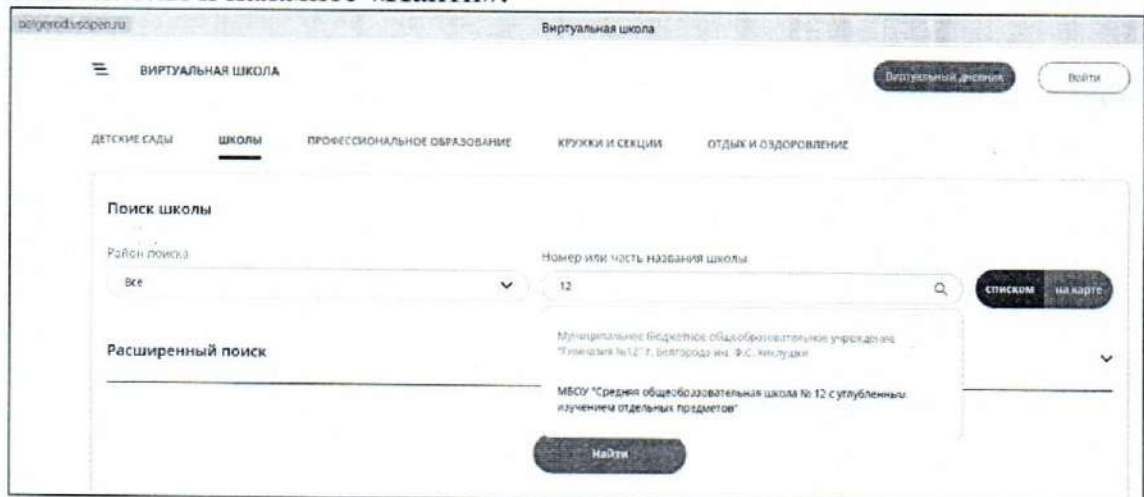 belgorod.vsopen.ru
Виртуальная школа
ВИРТУАЛЬНАЯ ШКОЛА
Виртуальный дневник
Войти
ДЕТСКИЕ САДЫ
ШКОЛЫ
ПРОФЕССИОНАЛЬНОЕ ОБРАЗОВАНИЕ
КРУЖКИ И СЕКЦИИ
ОТДЫХ И ОЗДОРОВЛЕНИЕ
Поиск школы
Район поиска
Номер или часть названия школы
Все
12
списком
на карте
Муниципальное бюджетное общеобразовательное учреждение
"Гимназия №12" г. Белгорода им. Ф.С. Хихлушки
Расширенный поиск
МБОУ "Средняя общеобразовательная школа № 12 с углубленным
изучением отдельных предметов"
Найти